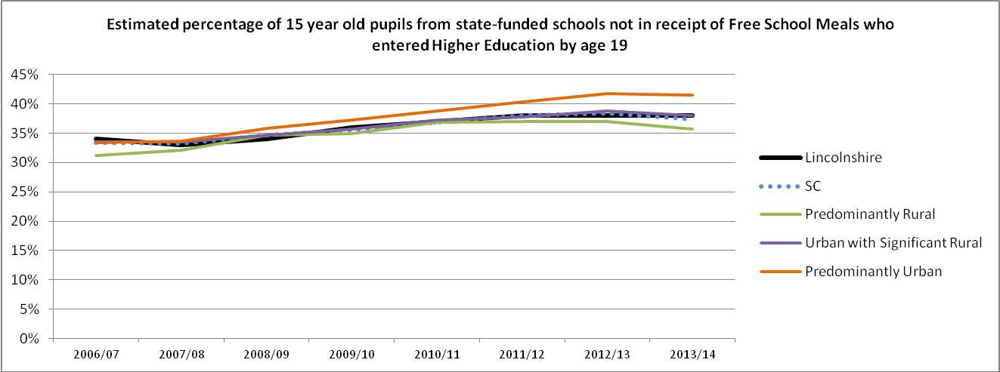 Estimated percentage of 15 year old pupils from state-funded schools not in receipt of Free School Meals who
entered Higher Education by age 19
45%
40%
35%
30%
25%
20%
15%
10%
5%
0%
2006/07 2007/08 2008/09 2009/10 2010/11 2011/12 2012/13 2013/14
Lincolnshire
SC
Predominantly Rural
Urban with Significant Rural
Predominantly Urban